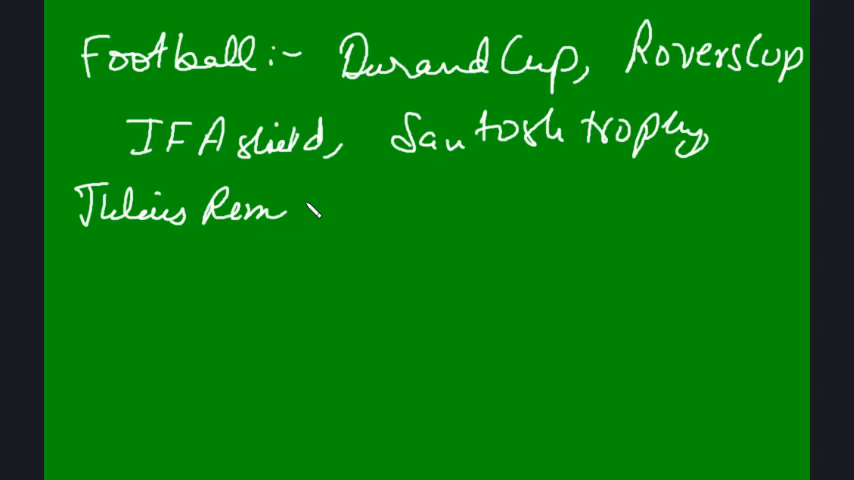 Football :- Durand Cup, Rovers Cup
IFA shield, Santosh trophy
Julius Rem